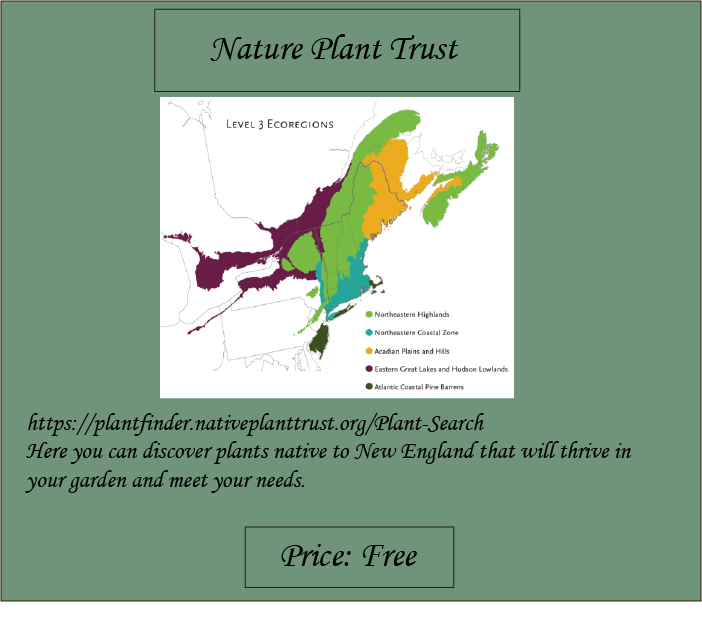 Nature Plant Trust
Level 3 Ecoregions
Northeastern Highlands
Northeastern Coastal Zone
Acadian Plains and Hills
Eastern Great Lakes and Hudson Lowlands
Atlantic Coastal Pine Barrens
https://plantfinder.nativeplanttrust.org/Plant-Search
Here you can discover plants native to New England that will thrive in
your garden and meet your needs.
Price: Free